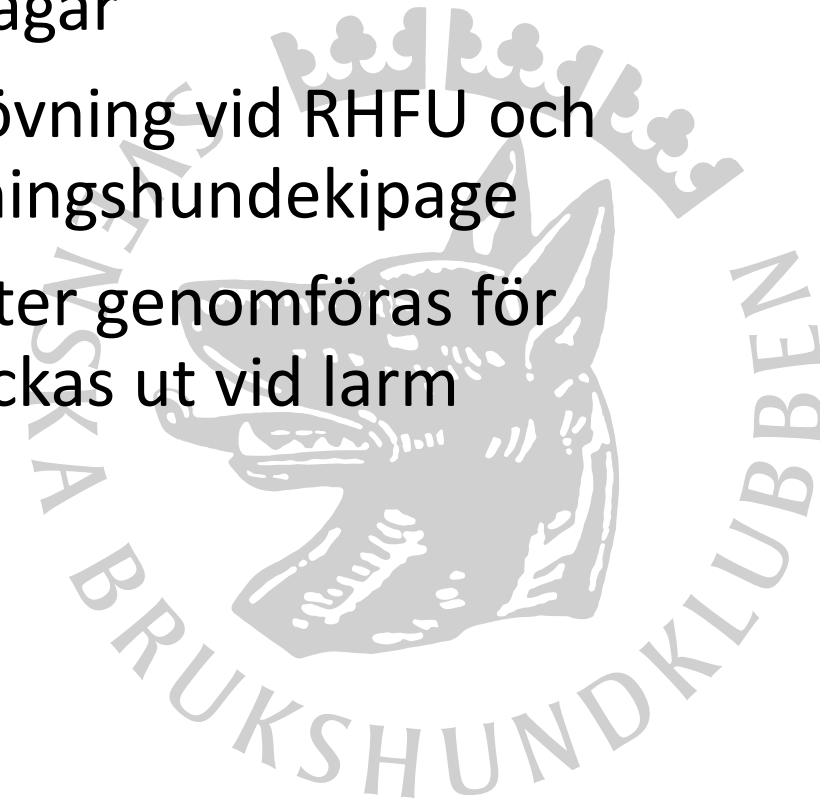 agar
övning vid RHFU och
ningshundekipage
ter genomföras för
ckas ut vid larm
SVENSKA BRUKSHUNDKLUBBEN